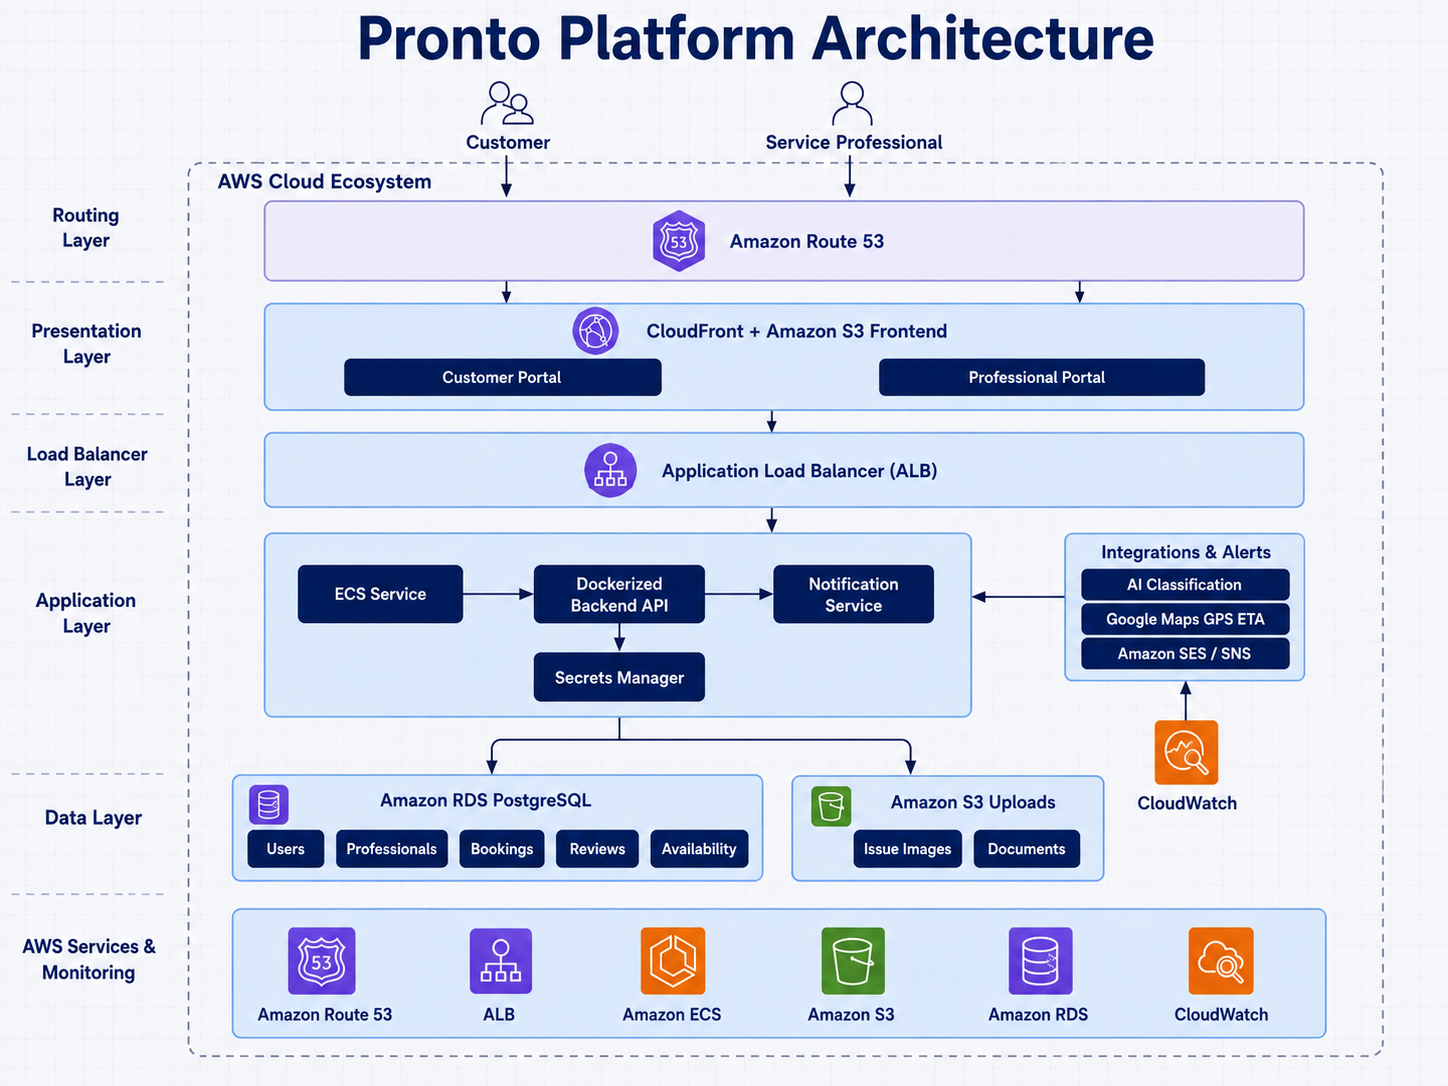 Pronto Platform Architecture
Customer
Service Professional
AWS Cloud Ecosystem
Routing
Layer
53
Amazon Route 53
Presentation
Layer
CloudFront + Amazon S3 Frontend
Customer Portal
Professional Portal
Load Balancer
Layer
Application Load Balancer (ALB)
Application
Layer
ECS Service
Dockerized
Backend API
Notification
Service
Secrets Manager
Integrations & Alerts
AI Classification
Google Maps GPS ETA
Amazon SES / SNS
CloudWatch
Data Layer
Amazon RDS PostgreSQL
Users
Professionals
Bookings
Reviews
Availability
Amazon S3 Uploads
Issue Images
Documents
AWS Services &
Monitoring
53
Amazon Route 53
ALB
Amazon ECS
Amazon S3
Amazon RDS
CloudWatch